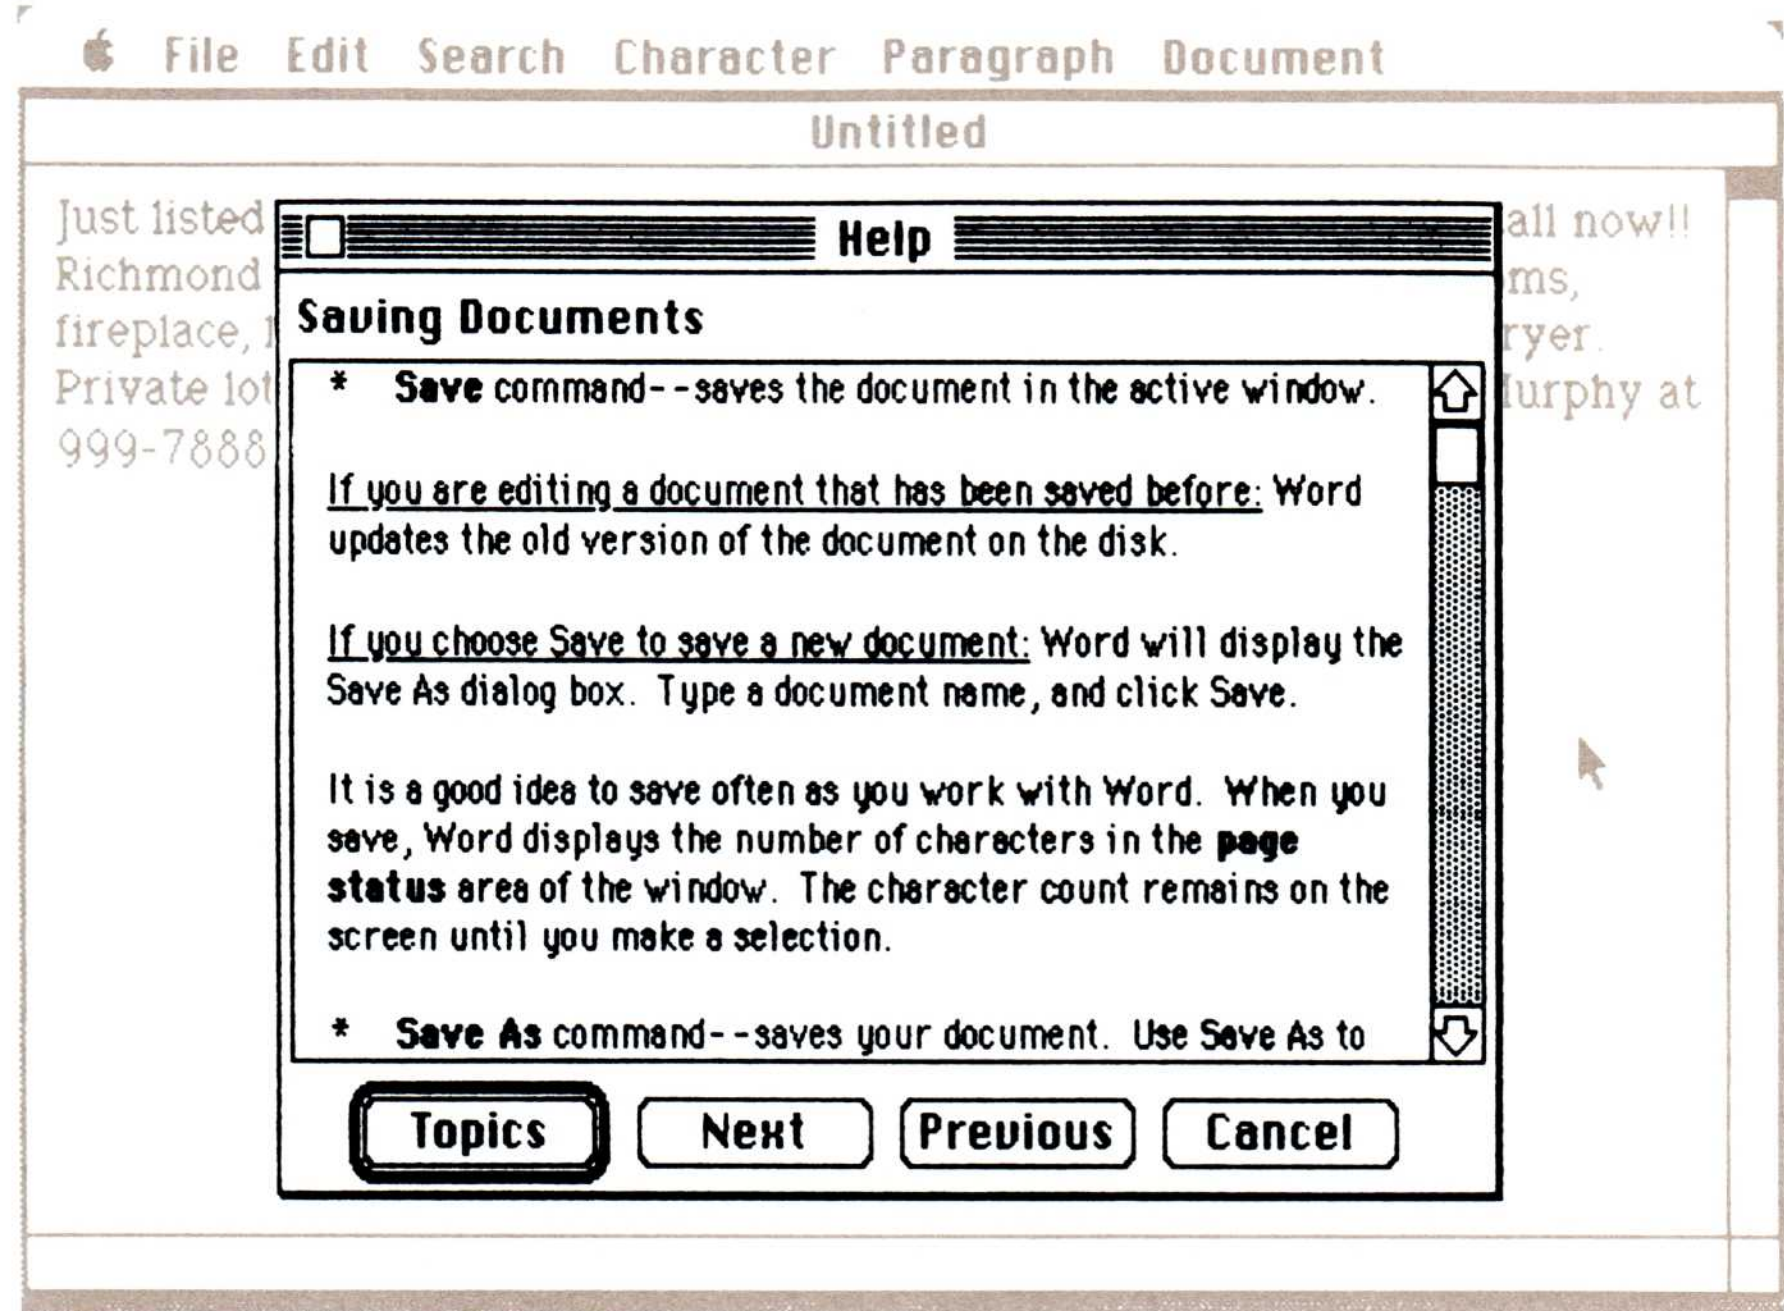 File Edit Search Character Paragraph Document
Untitled
Just listed
all now!!
Richmond
oms,
fireplace,
ryer.
Private lot
urphy at
999-7888
Help
Saving Documents
* Save command--saves the document in the active window.
If you are editing a document that has been saved before: Word
updates the old version of the document on the disk.
If you choose Save to save a new document: Word will display the
Save As dialog box. Type a document name, and click Save.
It is a good idea to save often as you work with Word. When you
save, Word displays the number of characters in the page
status area of the window. The character count remains on the
screen until you make a selection.
* Save As command--saves your document. Use Save As to
Topics Next Previous Cancel